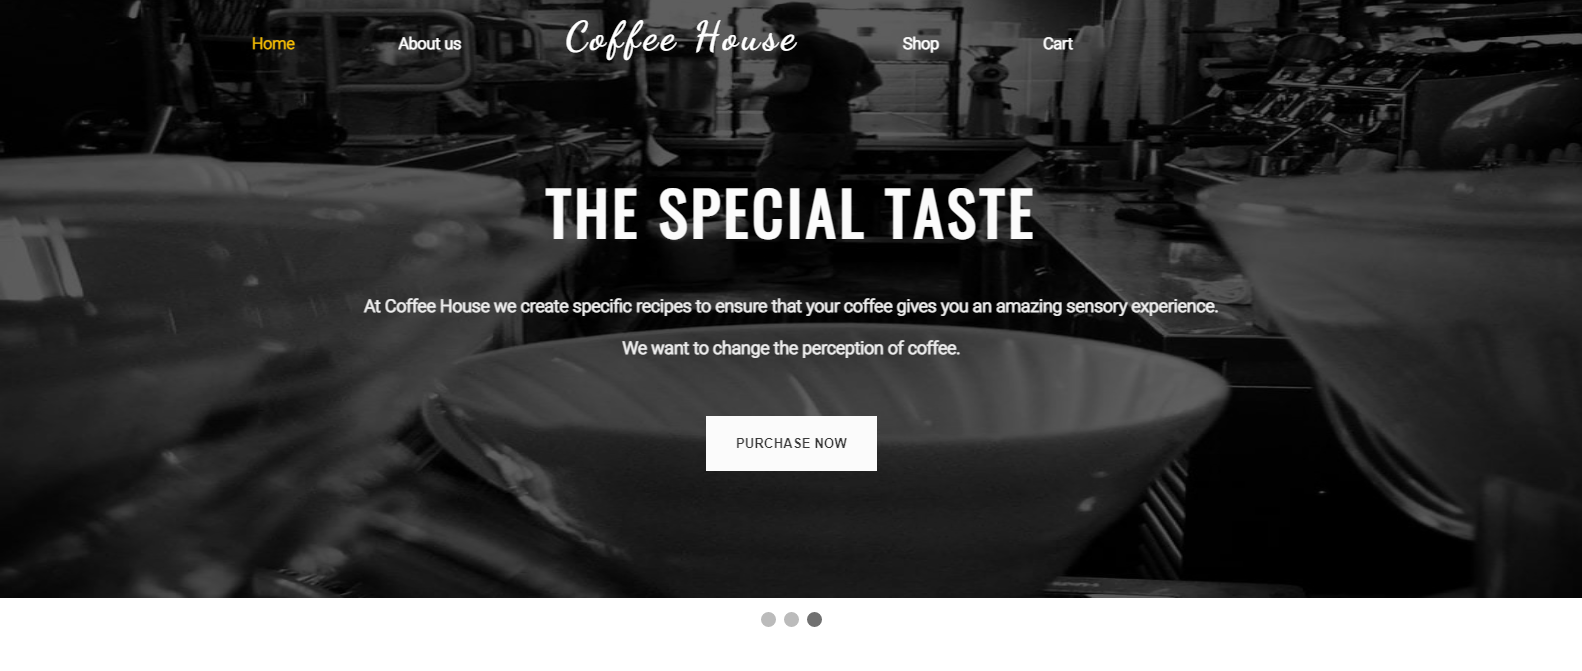 Home
About us
Coffee House
Shop
Cart
THE SPECIAL TASTE
At Coffee House we create specific recipes to ensure that your coffee gives you an amazing sensory experience.
We want to change the perception of coffee.
PURCHASE NOW